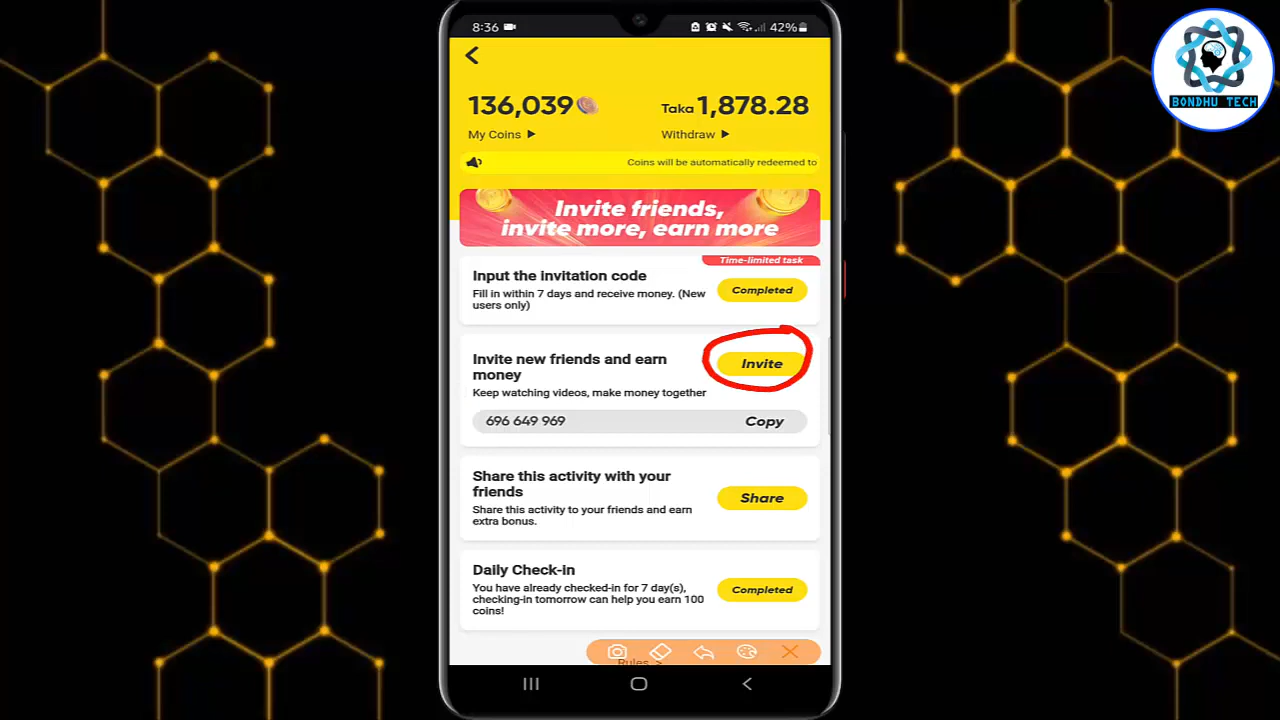 8:36
42%
BONDHU TECH
136,039
Taka 1,878.28
My Coins
Withdraw
Coins will be automatically redeemed to
Invite friends,
invite more, earn more
Time-limited task
Input the invitation code
Fill in within 7 days and receive money. (New
users only)
Completed
Invite new friends and earn
money
Invite
Keep watching videos, make money together
696 649 969
Copy
Share this activity with your
friends
Share
Share this activity to your friends and earn
extra bonus.
Daily Check-in
You have already checked-in for 7 day(s),
checking-in tomorrow can help you earn 100
coins!
Completed
Rules >